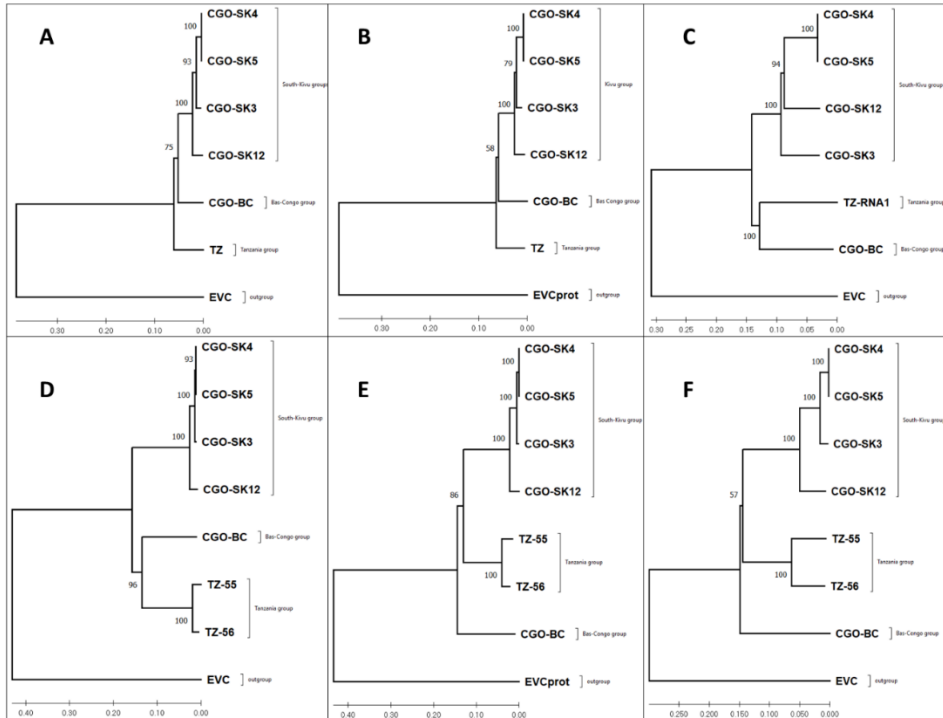 A
100
CGO-SK4
93
CGO-SK5
South-Kivu group
100
CGO-SK3
CGO-SK12
75
CGO-BC
Bas-Congo group
TZ
Tanzania group
EVC
outgroup
0.30 0.20 0.10 0.00
B
100
CGO-SK4
79
CGO-SK5
Kivu group
100
CGO-SK3
CGO-SK12
58
CGO-BC
Bas Congo group
TZ
Tanzania group
EVCprot
outgroup
0.30 0.20 0.10 0.00
C
CGO-SK4
100
94
CGO-SK5
South-Kivu group
100
CGO-SK12
CGO-SK3
TZ-RNA1
Tanzania group
100
CGO-BC
Bas-Congo group
EVC
outgroup
0.30 0.25 0.20 0.15 0.10 0.05 0.00
D
93
CGO-SK4
100
CGO-SK5
South-Kivu group
100
CGO-SK3
CGO-SK12
CGO-BC
Bas-Congo group
96
TZ-55
100
Tanzania group
TZ-56
EVC
outgroup
0.40 0.30 0.20 0.10 0.00
E
100
CGO-SK4
100
CGO-SK5
South-Kivu group
100
CGO-SK3
CGO-SK12
86
TZ-55
100
Tanzania group
TZ-56
CGO-BC
Bas-Congo group
EVCprot
outgroup
0.40 0.30 0.20 0.10 0.00
F
100
CGO-SK4
100
CGO-SK5
South-Kivu group
100
CGO-SK3
CGO-SK12
57
TZ-55
100
Tanzania group
TZ-56
CGO-BC
Bas-Congo group
EVC
outgroup
0.250 0.200 0.150 0.100 0.050 0.000